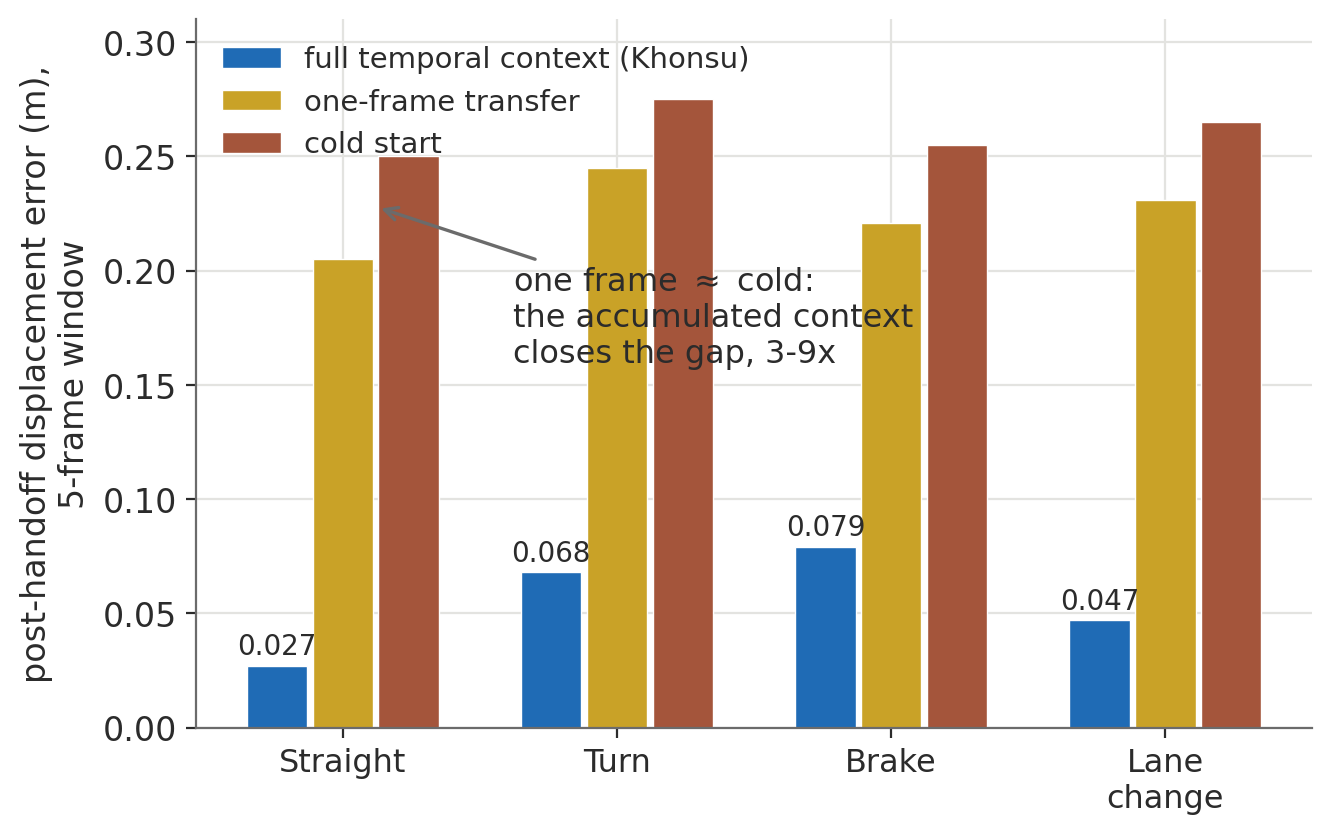 post-handoff displacement error (m),
5-frame window
0.30
0.25
0.20
0.15
0.10
0.05
0.00
full temporal context (Khonsu)
one-frame transfer
cold start
one frame ≈ cold:
the accumulated context
closes the gap, 3-9x
0.027
0.068
0.079
0.047
Straight
Turn
Brake
Lane
change